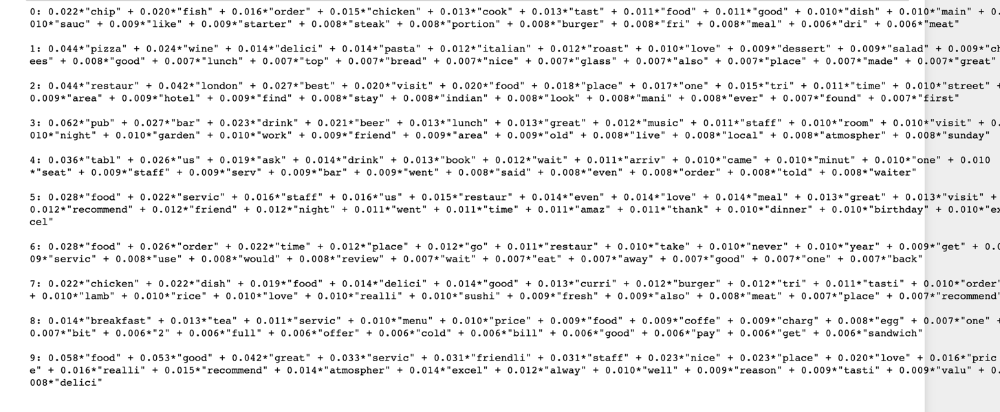 0: 0.022*"chip" + 0.020*"fish" + 0.016*"order" + 0.015*"chicken" + 0.013*"cook" + 0.013*"tast" + 0.011*"food" + 0.011*"good" + 0.010*"dish" + 0.010*"main" + 0.
010*"sauc" + 0.009*"like" + 0.009*"starter" + 0.008*"steak" + 0.008*"portion" + 0.008*"burger" + 0.008*"fri" + 0.008*"meal" + 0.006*"dri" + 0.006*"meat"
1: 0.044*"pizza" + 0.024*"wine" + 0.014*"delici" + 0.014*"pasta" + 0.012*"italian" + 0.012*"roast" + 0.010*"love" + 0.009*"dessert" + 0.009*"salad" + 0.009*"ch
ees" + 0.008*"good" + 0.007*"lunch" + 0.007*"top" + 0.007*"bread" + 0.007*"nice" + 0.007*"glass" + 0.007*"also" + 0.007*"place" + 0.007*"made" + 0.007*"great"
2: 0.044*"restaur" + 0.042*"london" + 0.027*"best" + 0.020*"visit" + 0.020*"food" + 0.018*"place" + 0.017*"one" + 0.015*"tri" + 0.011*"time" + 0.010*"street" +
0.009*"area" + 0.009*"hotel" + 0.009*"find" + 0.008*"stay" + 0.008*"indian" + 0.008*"look" + 0.008*"mani" + 0.008*"ever" + 0.007*"found" + 0.007*"first"
3: 0.062*"pub" + 0.027*"bar" + 0.023*"drink" + 0.021*"beer" + 0.013*"lunch" + 0.013*"great" + 0.012*"music" + 0.011*"staff" + 0.010*"room" + 0.010*"visit" + 0.
010*"night" + 0.010*"garden" + 0.010*"work" + 0.009*"friend" + 0.009*"area" + 0.009*"old" + 0.008*"live" + 0.008*"local" + 0.008*"atmospher" + 0.008*"sunday"
4: 0.036*"tabl" + 0.026*"us" + 0.019*"ask" + 0.014*"drink" + 0.013*"book" + 0.012*"wait" + 0.011*"arriv" + 0.010*"came" + 0.010*"minut" + 0.010*"one" + 0.010
*"seat" + 0.009*"staff" + 0.009*"serv" + 0.009*"bar" + 0.009*"went" + 0.008*"said" + 0.008*"even" + 0.008*"order" + 0.008*"told" + 0.008*"waiter"
5: 0.028*"food" + 0.022*"servic" + 0.016*"staff" + 0.016*"us" + 0.015*"restaur" + 0.014*"even" + 0.014*"love" + 0.014*"meal" + 0.013*"great" + 0.013*"visit" +
0.012*"recommend" + 0.012*"friend" + 0.012*"night" + 0.011*"went" + 0.011*"time" + 0.011*"amaz" + 0.011*"thank" + 0.010*"dinner" + 0.010*"birthday" + 0.010*"ex
cel"
6: 0.028*"food" + 0.026*"order" + 0.022*"time" + 0.012*"place" + 0.012*"go" + 0.011*"restaur" + 0.010*"take" + 0.010*"never" + 0.010*"year" + 0.009*"get" + 0.0
09*"servic" + 0.008*"use" + 0.008*"would" + 0.008*"review" + 0.007*"wait" + 0.007*"eat" + 0.007*"away" + 0.007*"good" + 0.007*"one" + 0.007*"back"
7: 0.022*"chicken" + 0.022*"dish" + 0.019*"food" + 0.014*"delici" + 0.014*"good" + 0.013*"curri" + 0.012*"burger" + 0.012*"tri" + 0.011*"tasti" + 0.010*"order"
+ 0.010*"lamb" + 0.010*"rice" + 0.010*"love" + 0.010*"realli" + 0.010*"sushi" + 0.009*"fresh" + 0.009*"also" + 0.008*"meat" + 0.007*"place" + 0.007*"recommend"
8: 0.014*"breakfast" + 0.013*"tea" + 0.011*"servic" + 0.010*"menu" + 0.010*"price" + 0.009*"food" + 0.009*"coffe" + 0.009*"charg" + 0.008*"egg" + 0.007*"one" +
0.007*"bit" + 0.006*"2" + 0.006*"full" + 0.006*"offer" + 0.006*"cold" + 0.006*"bill" + 0.006*"good" + 0.006*"pay" + 0.006*"get" + 0.006*"sandwich"
9: 0.058*"food" + 0.053*"good" + 0.042*"great" + 0.033*"servic" + 0.031*"friendli" + 0.031*"staff" + 0.023*"nice" + 0.023*"place" + 0.020*"love" + 0.016*"pric
e" + 0.016*"realli" + 0.015*"recommend" + 0.014*"atmospher" + 0.014*"excel" + 0.012*"alway" + 0.010*"well" + 0.009*"reason" + 0.009*"tasti" + 0.009*"valu" + 0.
008*"delici"